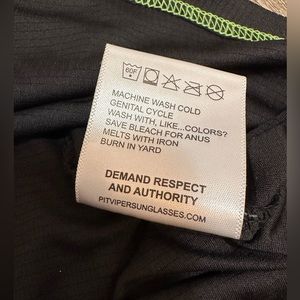 60F
MACHINE WASH COLD
GENITAL CYCLE
WASH WITH, LIKE...COLORS?
SAVE BLEACH FOR ANUS
MELTS WITH IRON
BURN IN YARD
DEMAND RESPECT
AND AUTHORITY
PITVIPERSUNGLASSES.COM